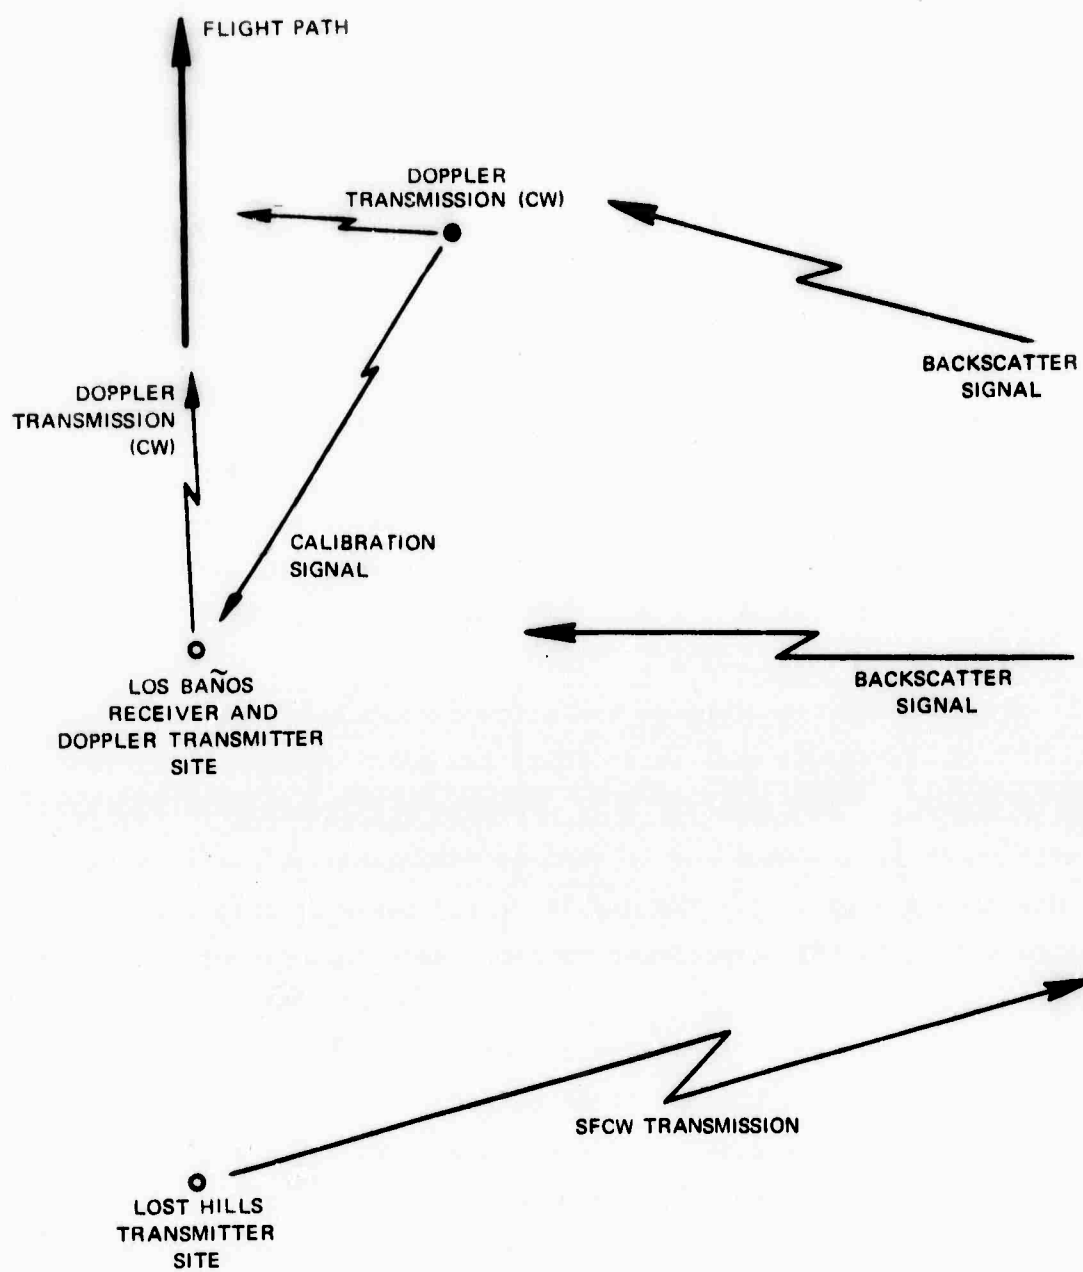 FLIGHT PATH
DOPPLER
TRANSMISSION (CW)
BACKSCATTER
SIGNAL
DOPPLER
TRANSMISSION
(CW)
CALIBRATION
SIGNAL
LOS BAÑOS
RECEIVER AND
DOPPLER TRANSMITTER
SITE
BACKSCATTER
SIGNAL
SFCW TRANSMISSION
LOST HILLS
TRANSMITTER
SITE